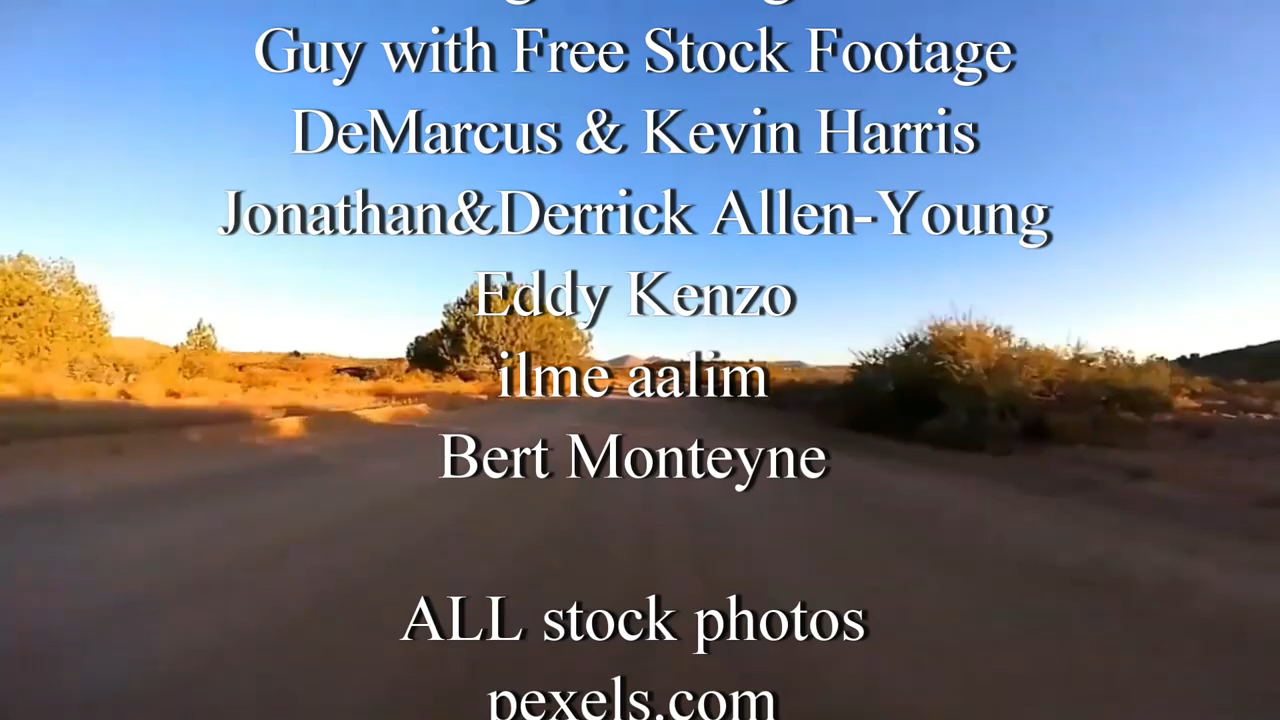 Guy with Free Stock Footage
DeMarcus & Kevin Harris
Jonathan&Derrick Allen-Young
Eddy Kenzo
ilme aalim
Bert Monteyne
ALL stock photos
pexels.com